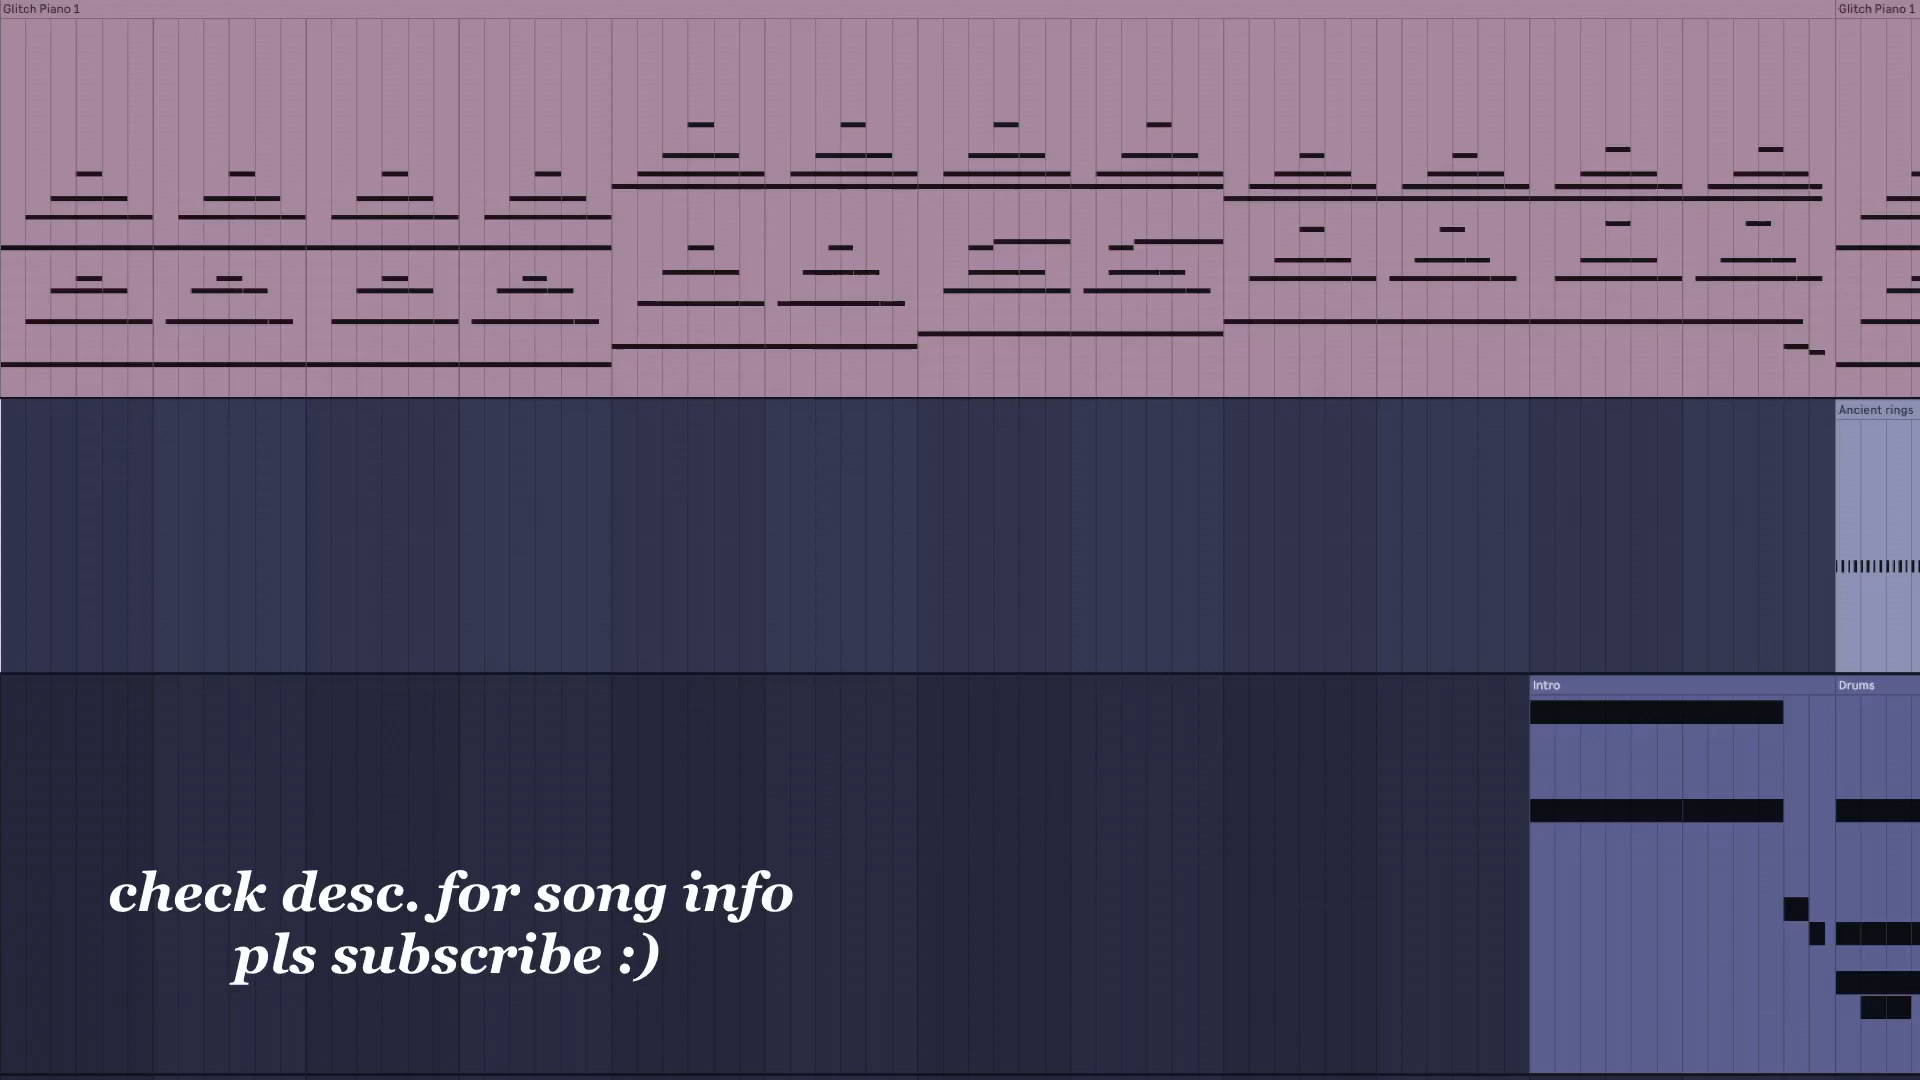 Glitch Piano 1
Glitch Piano 1
Ancient rings
Intro
Drums
check desc. for song info
pls subscribe :)